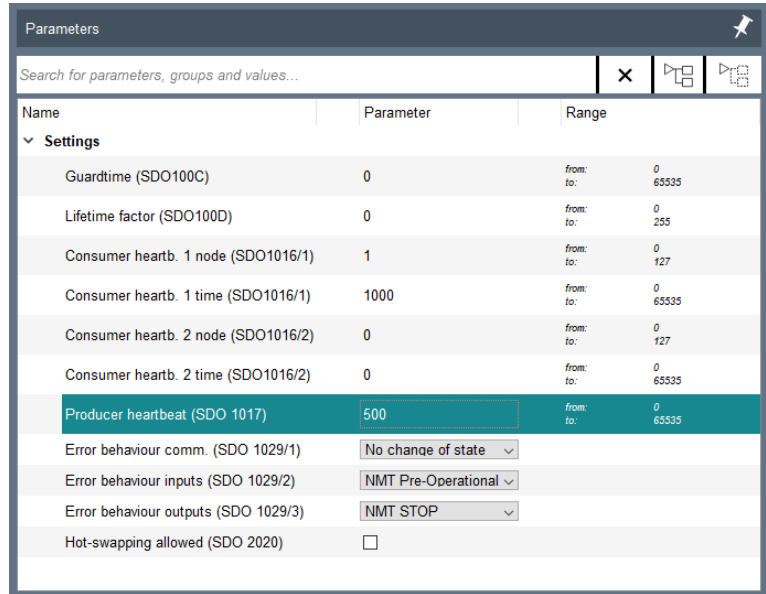 Parameters
Search for parameters, groups and values...
Name Parameter Range
Settings
Guardtime (SDO100C) 0 from: 0
to: 65535
Lifetime factor (SDO100D) 0 from: 0
to: 255
Consumer heartb. 1 node (SDO1016/1) 1 from: 0
to: 127
Consumer heartb. 1 time (SDO1016/1) 1000 from: 0
to: 65535
Consumer heartb. 2 node (SDO1016/2) 0 from: 0
to: 127
Consumer heartb. 2 time (SDO1016/2) 0 from: 0
to: 65535
Producer heartbeat (SDO 1017) 500 from: 0
to: 65535
Error behaviour comm. (SDO 1029/1) No change of state
Error behaviour inputs (SDO 1029/2) NMT Pre-Operational
Error behaviour outputs (SDO 1029/3) NMT STOP
Hot-swapping allowed (SDO 2020)